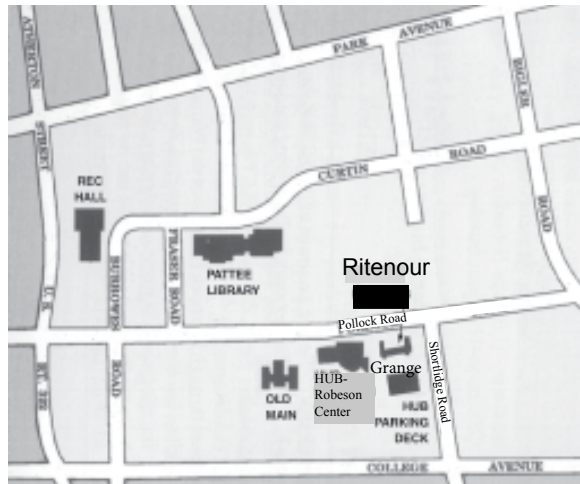 ATHERTON
STREET
U. S.
RT. 322
PARK AVENUE
BIGLER
ROAD
CURTIN ROAD
REC
HALL
BURROWES
ROAD
FRASER ROAD
PATTEE
LIBRARY
Ritenour
Pollock Road
Shortlidge Road
Grange
HUB-
Robeson
Center
OLD
MAIN
HUB
PARKING
DECK
COLLEGE AVENUE